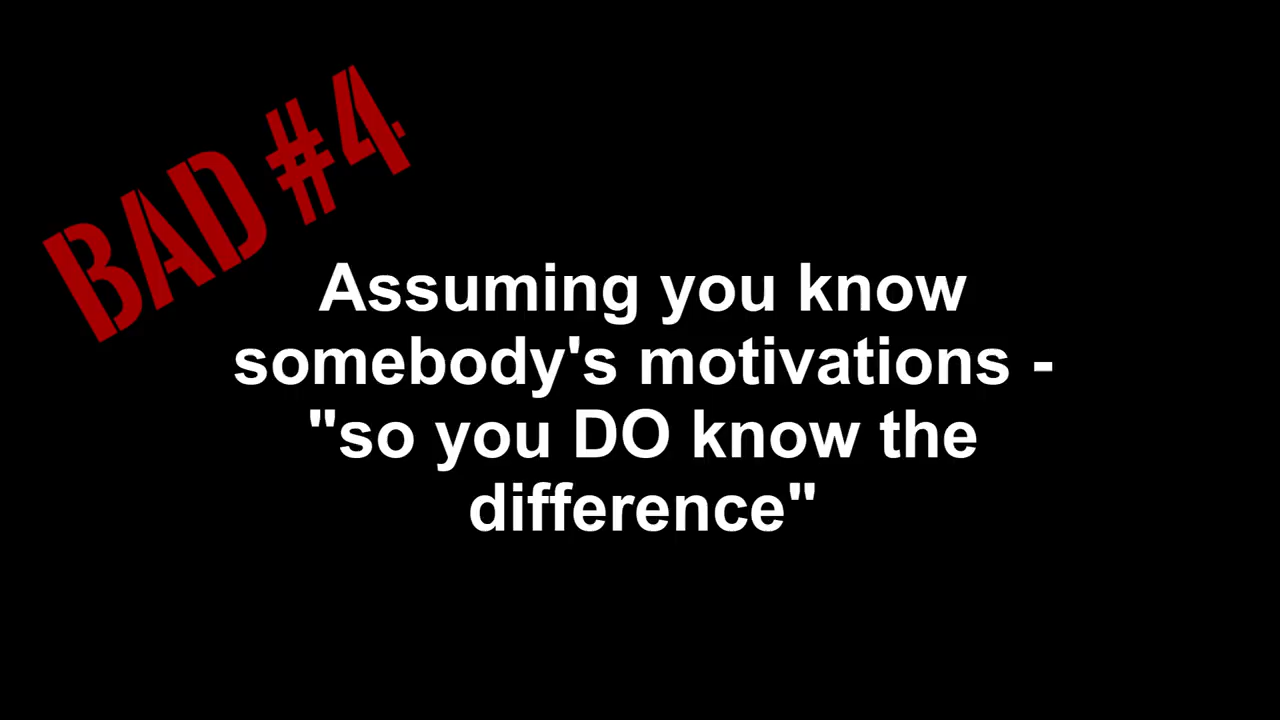 BAD #4
Assuming you know
somebody's motivations -
"so you DO know the
difference"